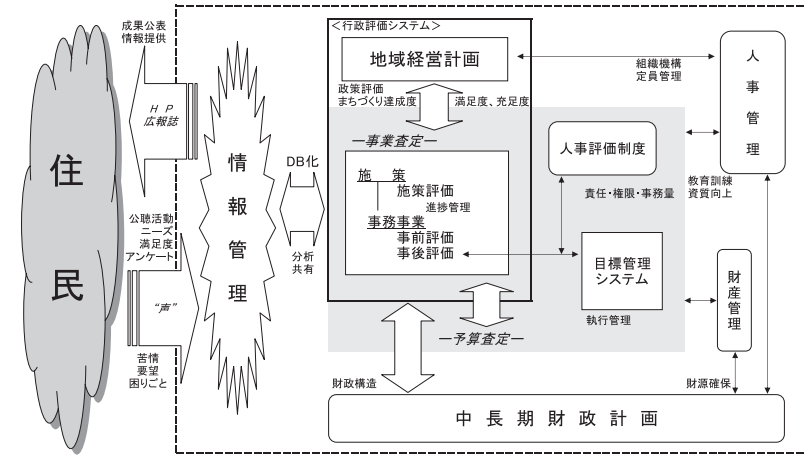 成果公表
情報提供
ＨＰ
広報誌
住民
公聴活動
ニーズ
満足度
アンケート
“声”
苦情
要望
困りごと
情報管理
DB化
分析
共有
＜行政評価システム＞
地域経営計画
政策評価
まちづくり達成度
満足度、充足度
―事業査定―
施策
施策評価
進捗管理
事務事業
事前評価
事後評価
―予算査定―
組織機構
定員管理
人事管理
人事評価制度
責任・権限・事務量
教育訓練
資質向上
目標管理
システム
執行管理
財産管理
財政構造
財源確保
中長期財政計画